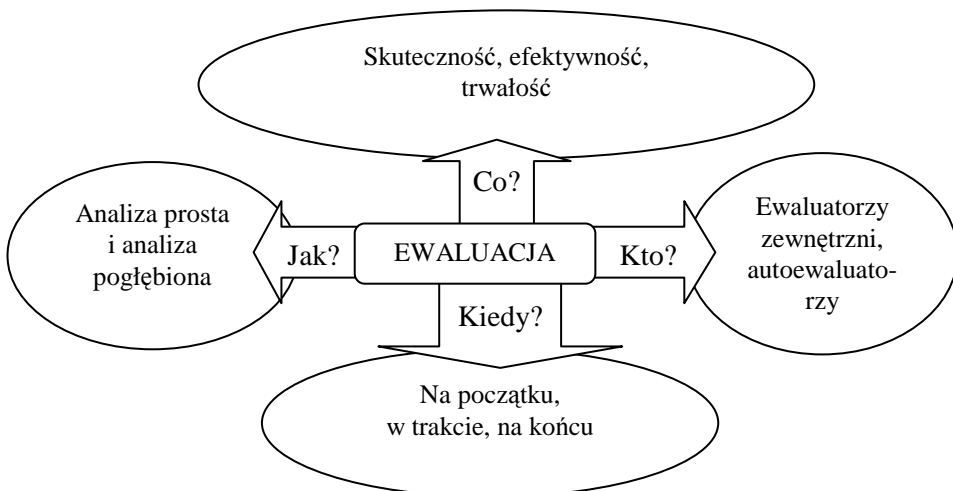 Skuteczność, efektywność,
trwałość
Co?
Analiza prosta
i analiza
pogłębiona
Jak?
EWALUACJA
Kto?
Ewaluatorzy
zewnętrzni,
autoewaluato-
rzy
Kiedy?
Na początku,
w trakcie, na końcu